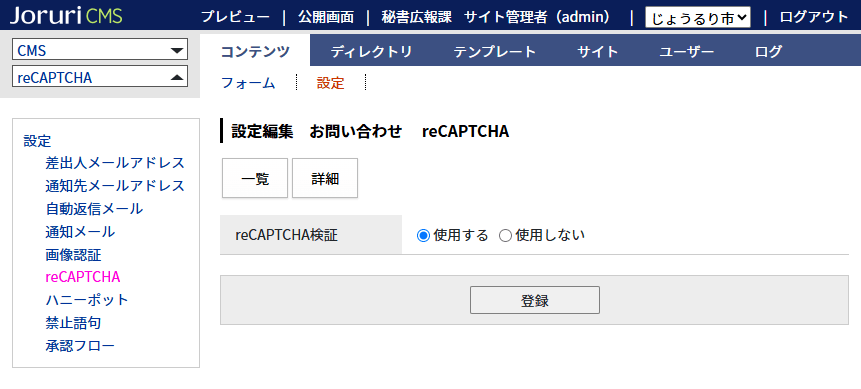 Joruri CMS プレビュー | 公開画面 | 秘書広報課 サイト管理者（admin） | じょうるり市 | ログアウト
CMS
reCAPTCHA
コンテンツ ディレクトリ テンプレート サイト ユーザー ログ
フォーム 設定
設定
差出人メールアドレス
通知先メールアドレス
自動返信メール
通知メール
画像認証
reCAPTCHA
ハニーポット
禁止語句
承認フロー
設定編集 お問い合わせ reCAPTCHA
一覧 詳細
reCAPTCHA検証 使用する 使用しない
登録